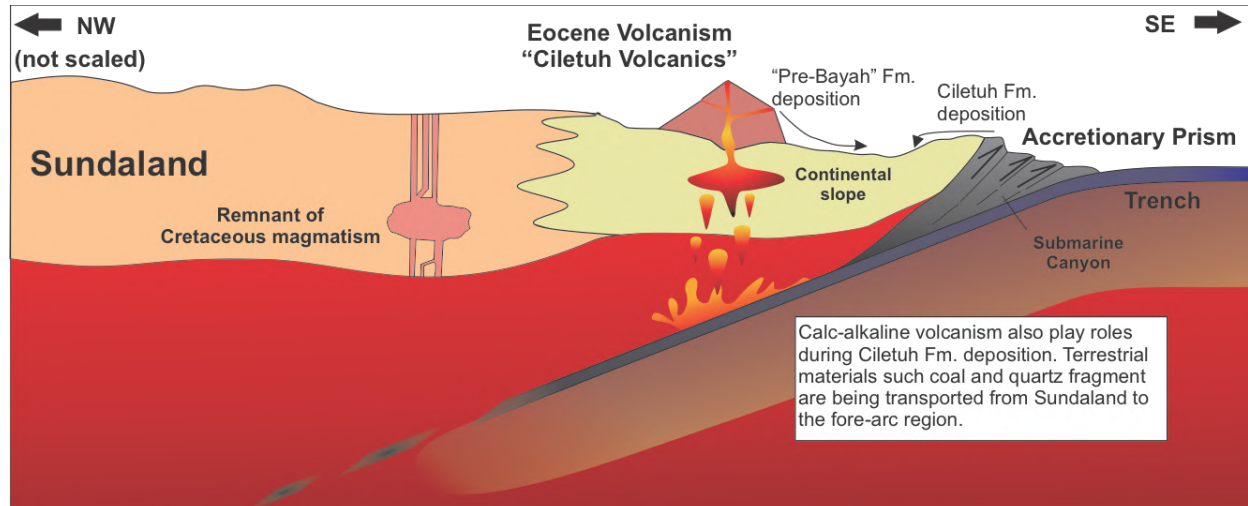 NW
(not scaled)
SE
Eocene Volcanism
“Ciletuh Volcanics”
“Pre-Bayah” Fm.
deposition
Ciletuh Fm.
deposition
Accretionary Prism
Sundaland
Continental
slope
Trench
Remnant of
Cretaceous magmatism
Submarine
Canyon
Calc-alkaline volcanism also play roles
during Ciletuh Fm. deposition. Terrestrial
materials such coal and quartz fragment
are being transported from Sundaland to
the fore-arc region.